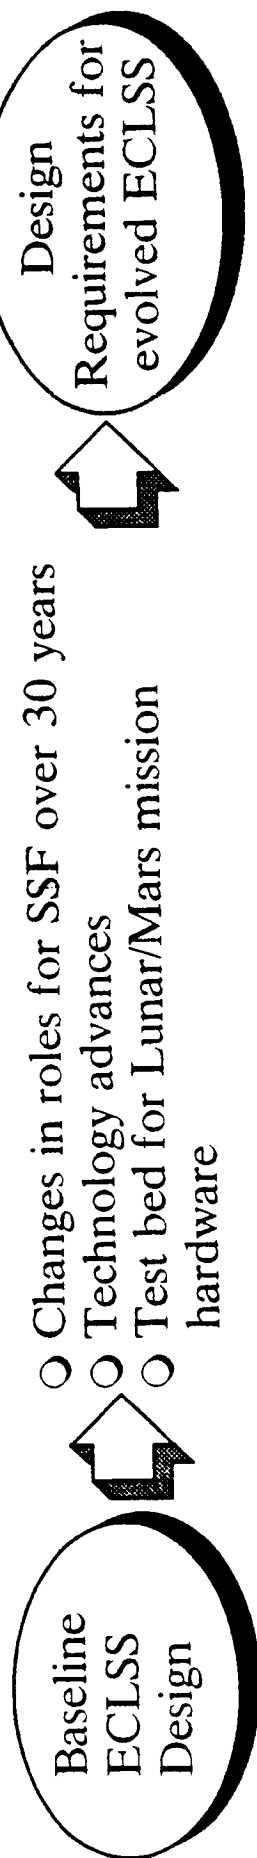 Baseline
ECLSS
Design
Changes in roles for SSF over 30 years
Technology advances
Test bed for Lunar/Mars mission
hardware
Design
Requirements for
evolved ECLSS